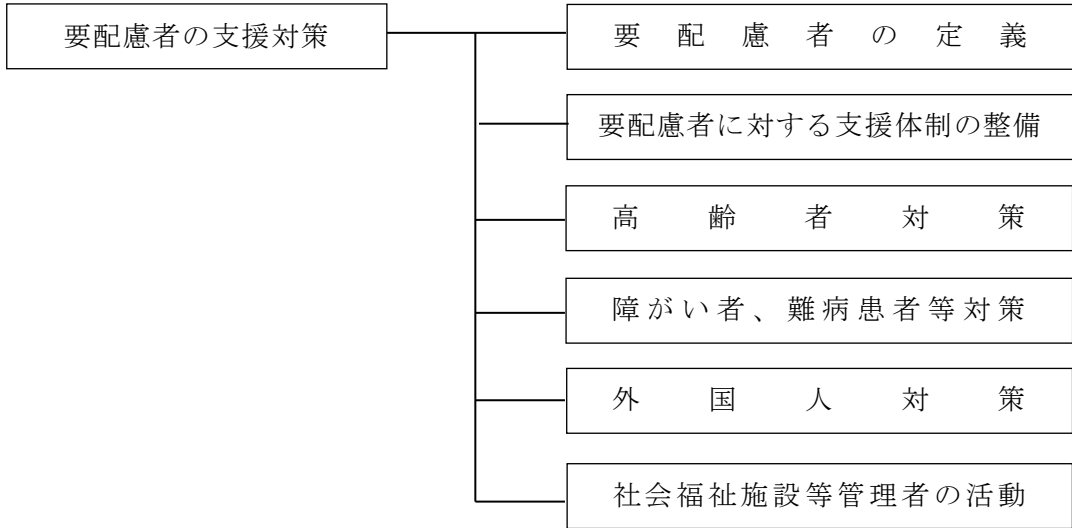 要配慮者の支援対策
要配慮者の定義
要配慮者に対する支援体制の整備
高齢者対策
障がい者、難病患者等対策
外国人対策
社会福祉施設等管理者の活動